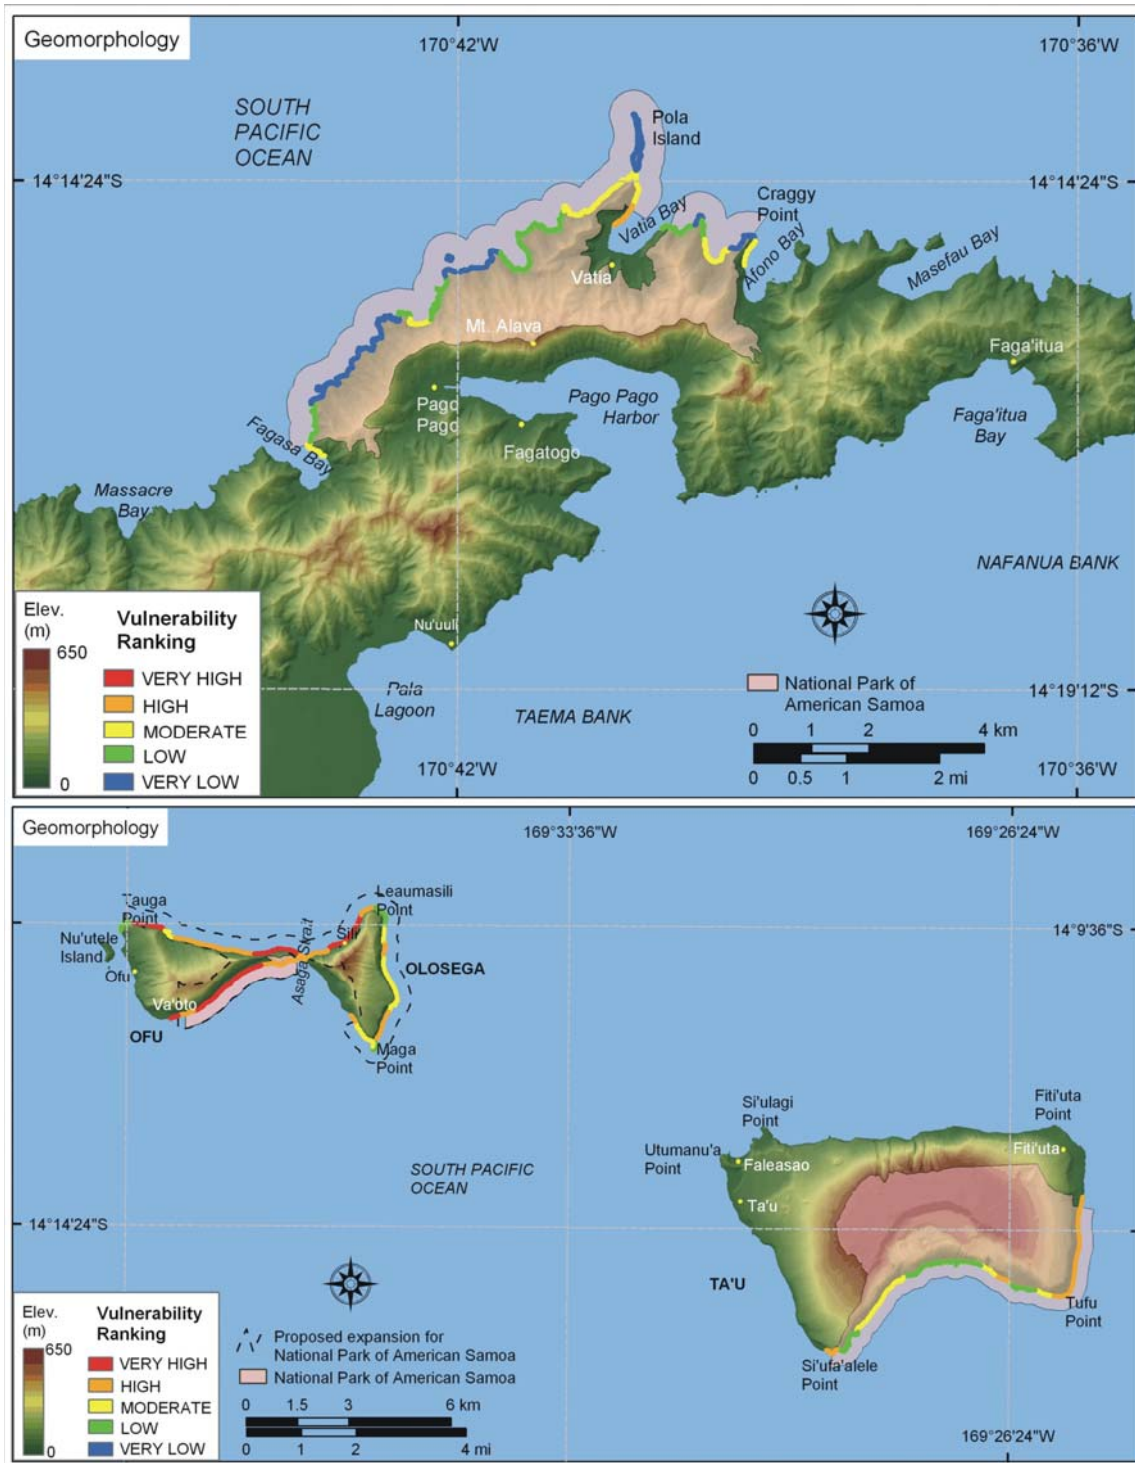 Geomorphology
170°42'W
170°36'W
SOUTH
PACIFIC
OCEAN
Pola
Island
14°14'24"S
14°14'24"S
Craggy
Point
Vatia Bay
Afono Bay
Masefau Bay
Vatia
Mt. Alava
Faga'itua
Pago
Pago
Pago Pago
Harbor
Faga'itua
Bay
Fagasa Bay
Fagatogo
Massacre
Bay
NAFANUA BANK
Elev.
(m)
650
0
Vulnerability
Ranking
VERY HIGH
HIGH
MODERATE
LOW
VERY LOW
Nu'uuli
Pala
Lagoon
TAEMA BANK
National Park of
American Samoa
14°19'12"S
0 1 2 4 km
0 0.5 1 2 mi
170°42'W
170°36'W
Geomorphology
169°33'36"W
169°26'24"W
Tauga
Point
Leaumasili
Point
Nu'utele
Island
Sili
Asaga Strait
14°9'36"S
Ofu
OLOSEGA
Va'oto
OFU
Maga
Point
Si'ulagi
Point
Fiti'uta
Point
Utumanu'a
Point
Faleasao
Fiti'uta
SOUTH PACIFIC
OCEAN
Ta'u
14°14'24"S
TA'U
Tufu
Point
Si'ufa'alele
Point
Elev.
(m)
650
0
Vulnerability
Ranking
VERY HIGH
HIGH
MODERATE
LOW
VERY LOW
Proposed expansion for
National Park of American Samoa
National Park of American Samoa
0 1.5 3 6 km
0 1 2 4 mi
169°26'24"W